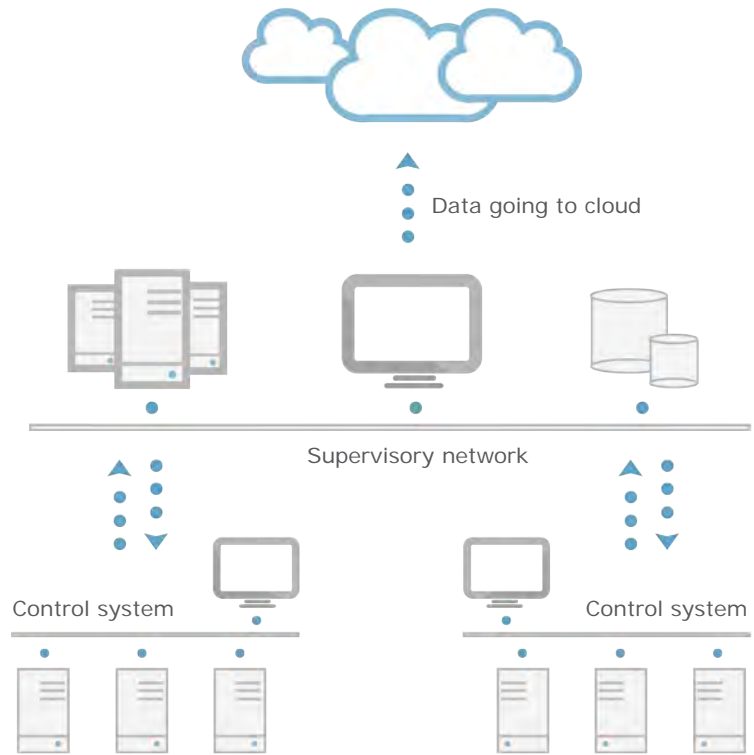 Data going to cloud
Supervisory network
Control system
Control system